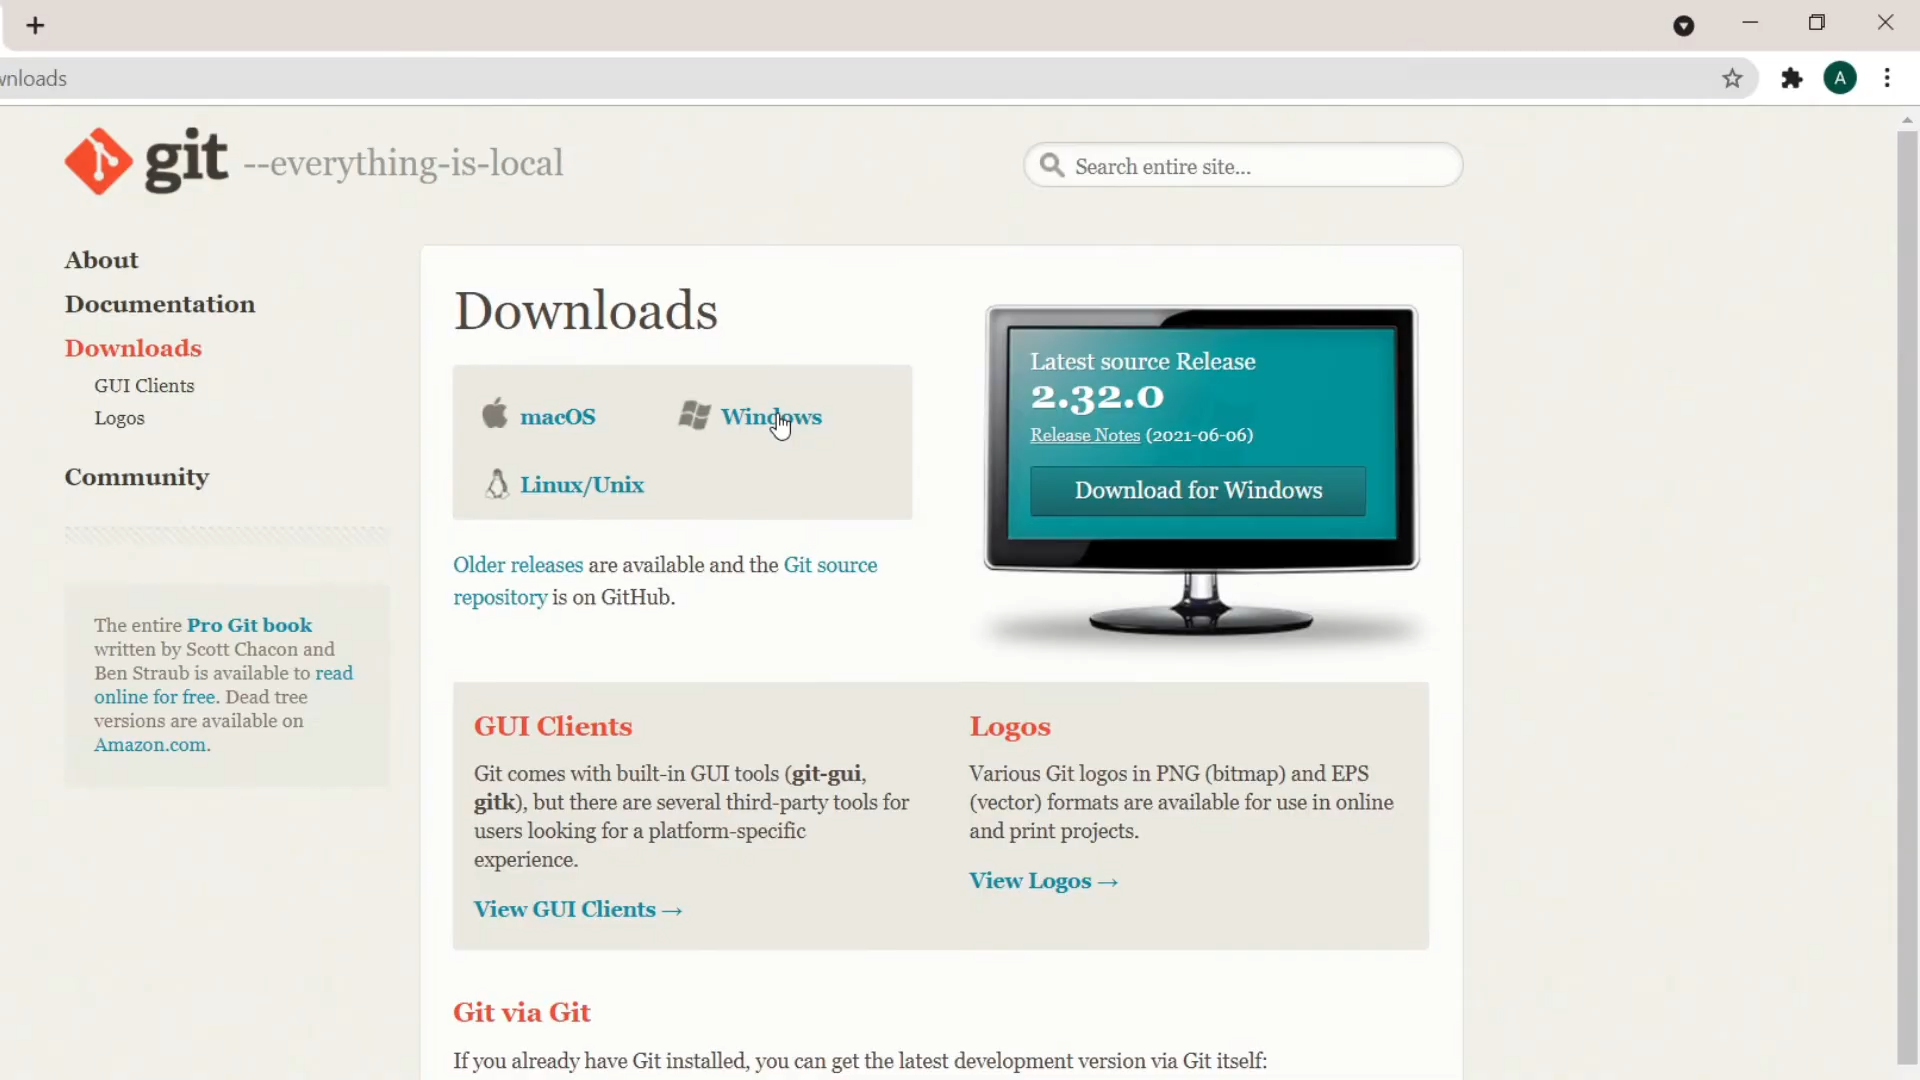 wnloads
A
git --everything-is-local
Search entire site...
About
Documentation
Downloads
GUI Clients
Logos
Community
The entire Pro Git book
written by Scott Chacon and
Ben Straub is available to read
online for free. Dead tree
versions are available on
Amazon.com.
Downloads
macOS
Windows
Linux/Unix
Older releases are available and the Git source
repository is on GitHub.
Latest source Release
2.32.0
Release Notes (2021-06-06)
Download for Windows
GUI Clients
Git comes with built-in GUI tools (git-gui,
gitk), but there are several third-party tools for
users looking for a platform-specific
experience.
View GUI Clients →
Logos
Various Git logos in PNG (bitmap) and EPS
(vector) formats are available for use in online
and print projects.
View Logos →
Git via Git
If you already have Git installed, you can get the latest development version via Git itself: